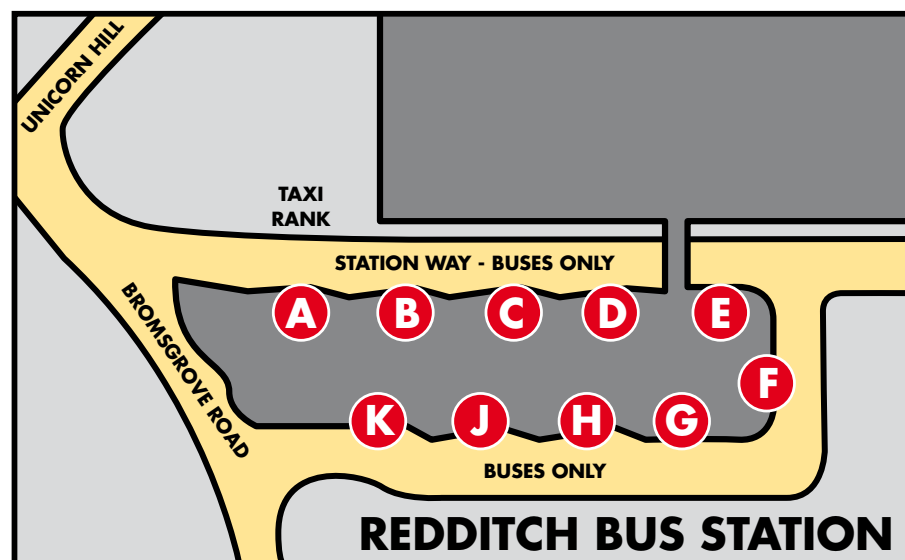 UNICORN HILL
TAXI
RANK
STATION WAY - BUSES ONLY
BROMSGROVE ROAD
A
B
C
D
E
F
K
J
H
G
BUSES ONLY
REDDITCH BUS STATION